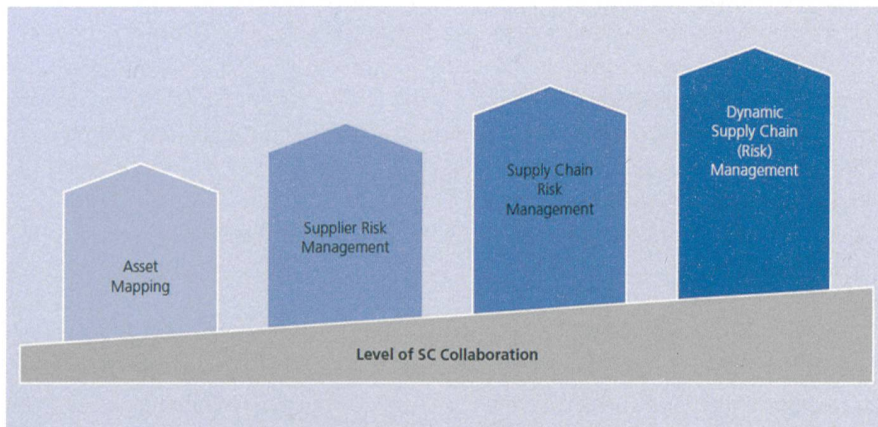 Asset
Mapping
Supplier Risk
Management
Supply Chain
Risk
Management
Dynamic
Supply Chain
(Risk)
Management
Level of SC Collaboration